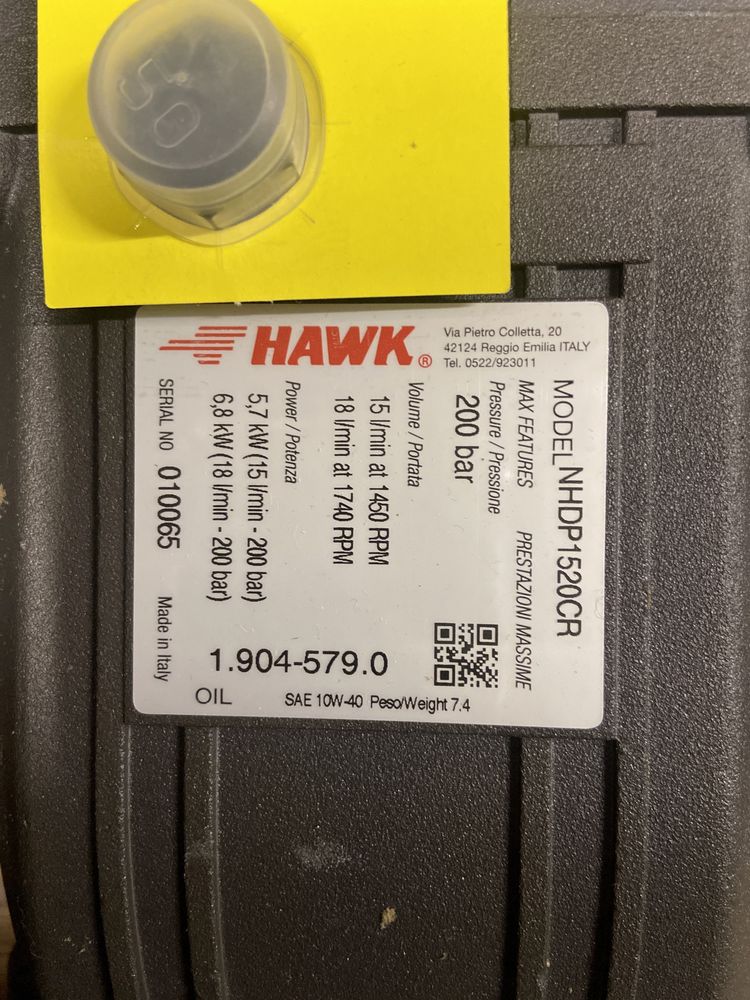 50
HAWK®
Via Pietro Colletta, 20
42124 Reggio Emilia ITALY
Tel. 0522/923011
MODEL NHDP1520CR
MAX FEATURES PRESTAZIONI MASSIME
Pressure / Pressione
200 bar
Volume / Portata
15 l/min at 1450 RPM
18 l/min at 1740 RPM
Power / Potenza
5,7 kW (15 l/min - 200 bar)
6,8 kW (18 l/min - 200 bar)
SERIAL NO 010065 Made in Italy
1.904-579.0
OIL SAE 10W-40 Peso/Weight 7.4